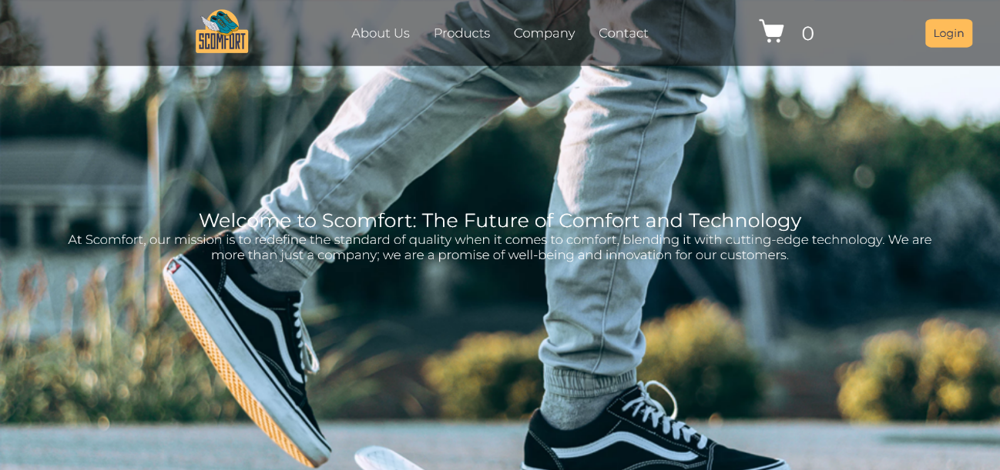 SCOMFORT
About Us Products Company Contact 0 Login
Welcome to Scomfort: The Future of Comfort and Technology
At Scomfort, our mission is to redefine the standard of quality when it comes to comfort, blending it with cutting-edge technology. We are
more than just a company; we are a promise of well-being and innovation for our customers.